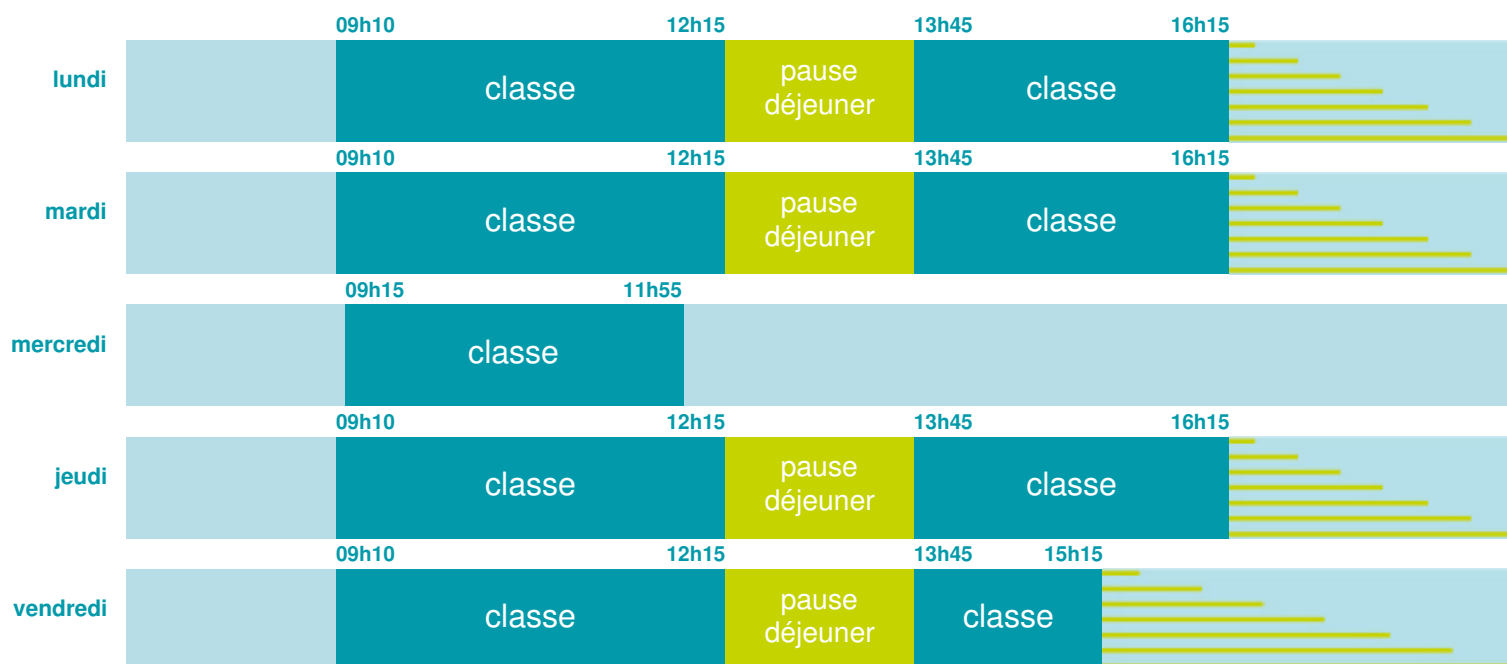 09h10 12h15 13h45 16h15
lundi classe pause déjeuner classe
09h10 12h15 13h45 16h15
mardi classe pause déjeuner classe
09h15 11h55
mercredi classe
09h10 12h15 13h45 16h15
jeudi classe pause déjeuner classe
09h10 12h15 13h45 15h15
vendredi classe pause déjeuner classe